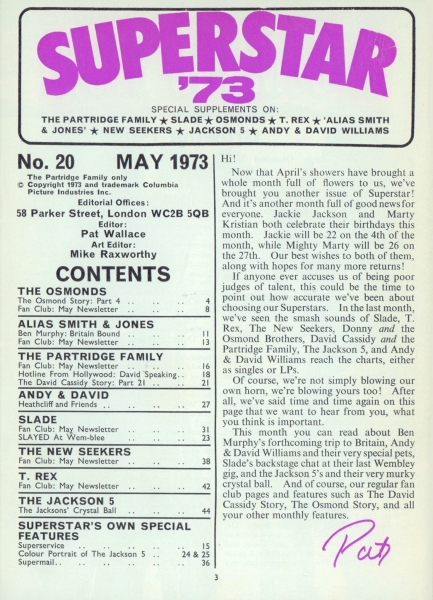 SUPERSTAR
'73
SPECIAL SUPPLEMENTS ON:
THE PARTRIDGE FAMILY ★ SLADE ★ OSMONDS ★ T. REX ★ 'ALIAS SMITH
& JONES' ★ NEW SEEKERS ★ JACKSON 5 ★ ANDY & DAVID WILLIAMS
No. 20 MAY 1973
The Partridge Family only
© Copyright 1973 and trademark Columbia
Picture Industries Inc.
Editorial Offices:
58 Parker Street, London WC2B 5QB
Editor:
Pat Wallace
Art Editor:
Mike Raxworthy
CONTENTS
THE OSMONDS
The Osmond Story: Part 4 .. .. .. 4
Fan Club: May Newsletter .. .. .. 8
ALIAS SMITH & JONES
Ben Murphy: Britain Bound .. .. .. 11
Fan Club: May Newsletter .. .. .. 13
THE PARTRIDGE FAMILY
Fan Club: May Newsletter .. .. .. 16
Hotline From Hollywood: David Speaking .. 18
The David Cassidy Story: Part 21 .. .. 21
ANDY & DAVID
Heathcliff and Friends .. .. .. 27
SLADE
Fan Club: May Newsletter .. .. .. 31
SLAYED At Wem-blee .. .. .. 23
THE NEW SEEKERS
Fan Club: May Newsletter .. .. .. 38
T. REX
Fan Club: May Newsletter .. .. .. 42
THE JACKSON 5
The Jacksons' Crystal Ball .. .. .. 44
SUPERSTAR'S OWN SPECIAL
FEATURES
Superservice .. .. .. .. 15
Colour Portrait of The Jackson 5 .. .. 24 & 25
Supermail .. .. .. .. .. 36
Hi!
Now that April's showers have brought a
whole month full of flowers to us, we've
brought you another issue of Superstar!
And it's another month full of good news for
everyone. Jackie Jackson and Marty
Kristian both celebrate their birthdays this
month. Jackie will be 22 on the 4th of the
month, while Mighty Marty will be 26 on
the 27th. Our best wishes to both of them,
along with hopes for many more returns!
If anyone ever accuses us of being poor
judges of talent, this could be the time to
point out how accurate we've been about
choosing our Superstars. In the last month,
we've seen the smash sounds of Slade, T.
Rex, The New Seekers, Donny and the
Osmond Brothers, David Cassidy and the
Partridge Family, The Jackson 5, and Andy
& David Williams reach the charts, either
as singles or LPs.
Of course, we're not simply blowing our
own horn, we're blowing yours too! After
all, we've said time and time again on this
page that we want to hear from you, what
you think is important.
This month you can read about Ben
Murphy's forthcoming trip to Britain, Andy
& David Williams and their very special pets,
Slade's backstage chat at their last Wembley
gig, and the Jackson 5's and their very murky
crystal ball. And of course, our regular fan
club pages and features such as The David
Cassidy Story, The Osmond Story, and all
your other monthly features.
Pat
3